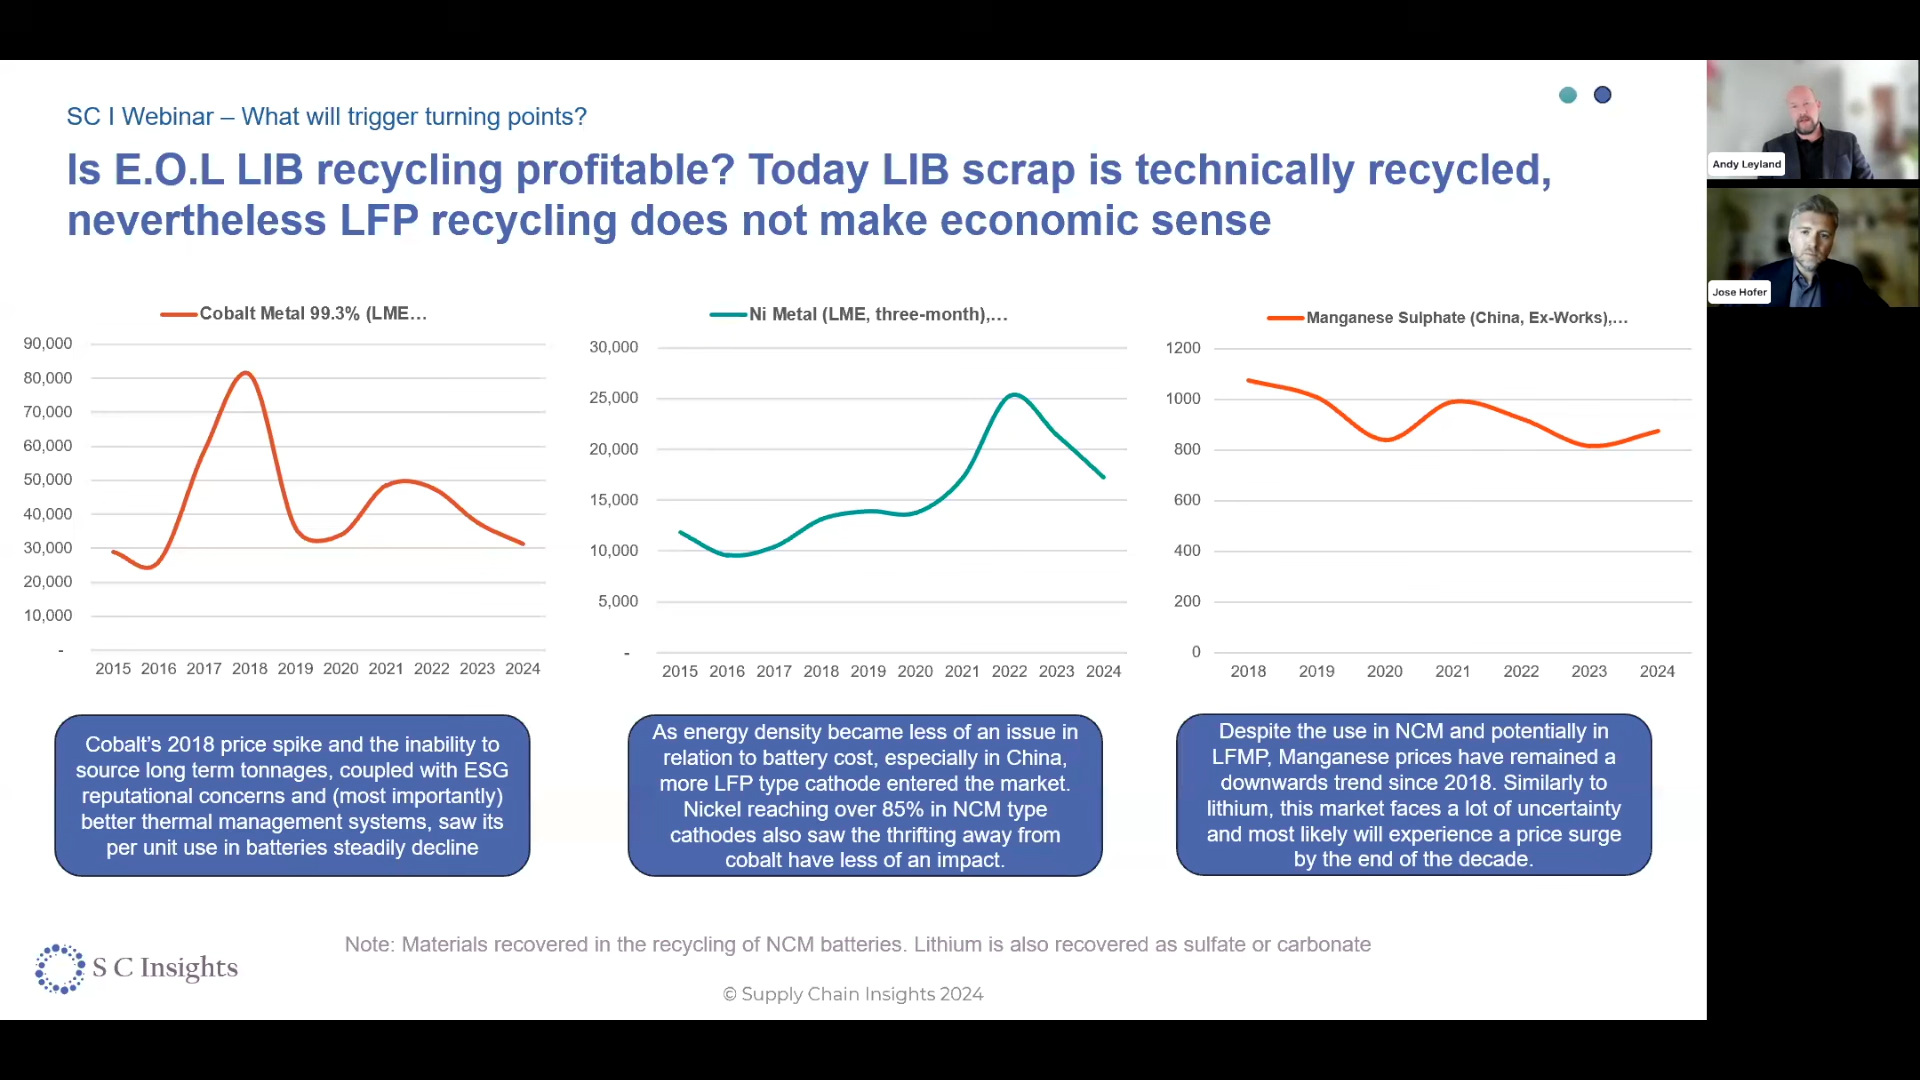 SC I Webinar – What will trigger turning points?
Is E.O.L LIB recycling profitable? Today LIB scrap is technically recycled,
nevertheless LFP recycling does not make economic sense
Andy Leyland
Jose Hofer
Cobalt Metal 99.3% (LME…
90,000
80,000
70,000
60,000
50,000
40,000
30,000
20,000
10,000
-
2015 2016 2017 2018 2019 2020 2021 2022 2023 2024
Ni Metal (LME, three-month),…
30,000
25,000
20,000
15,000
10,000
5,000
-
2015 2016 2017 2018 2019 2020 2021 2022 2023 2024
Manganese Sulphate (China, Ex-Works),…
1200
1000
800
600
400
200
0
2018 2019 2020 2021 2022 2023 2024
Cobalt's 2018 price spike and the inability to
source long term tonnages, coupled with ESG
reputational concerns and (most importantly)
better thermal management systems, saw its
per unit use in batteries steadily decline
As energy density became less of an issue in
relation to battery cost, especially in China,
more LFP type cathode entered the market.
Nickel reaching over 85% in NCM type
cathodes also saw the thrifting away from
cobalt have less of an impact.
Despite the use in NCM and potentially in
LFMP, Manganese prices have remained a
downwards trend since 2018. Similarly to
lithium, this market faces a lot of uncertainty
and most likely will experience a price surge
by the end of the decade.
Note: Materials recovered in the recycling of NCM batteries. Lithium is also recovered as sulfate or carbonate
S C Insights
© Supply Chain Insights 2024